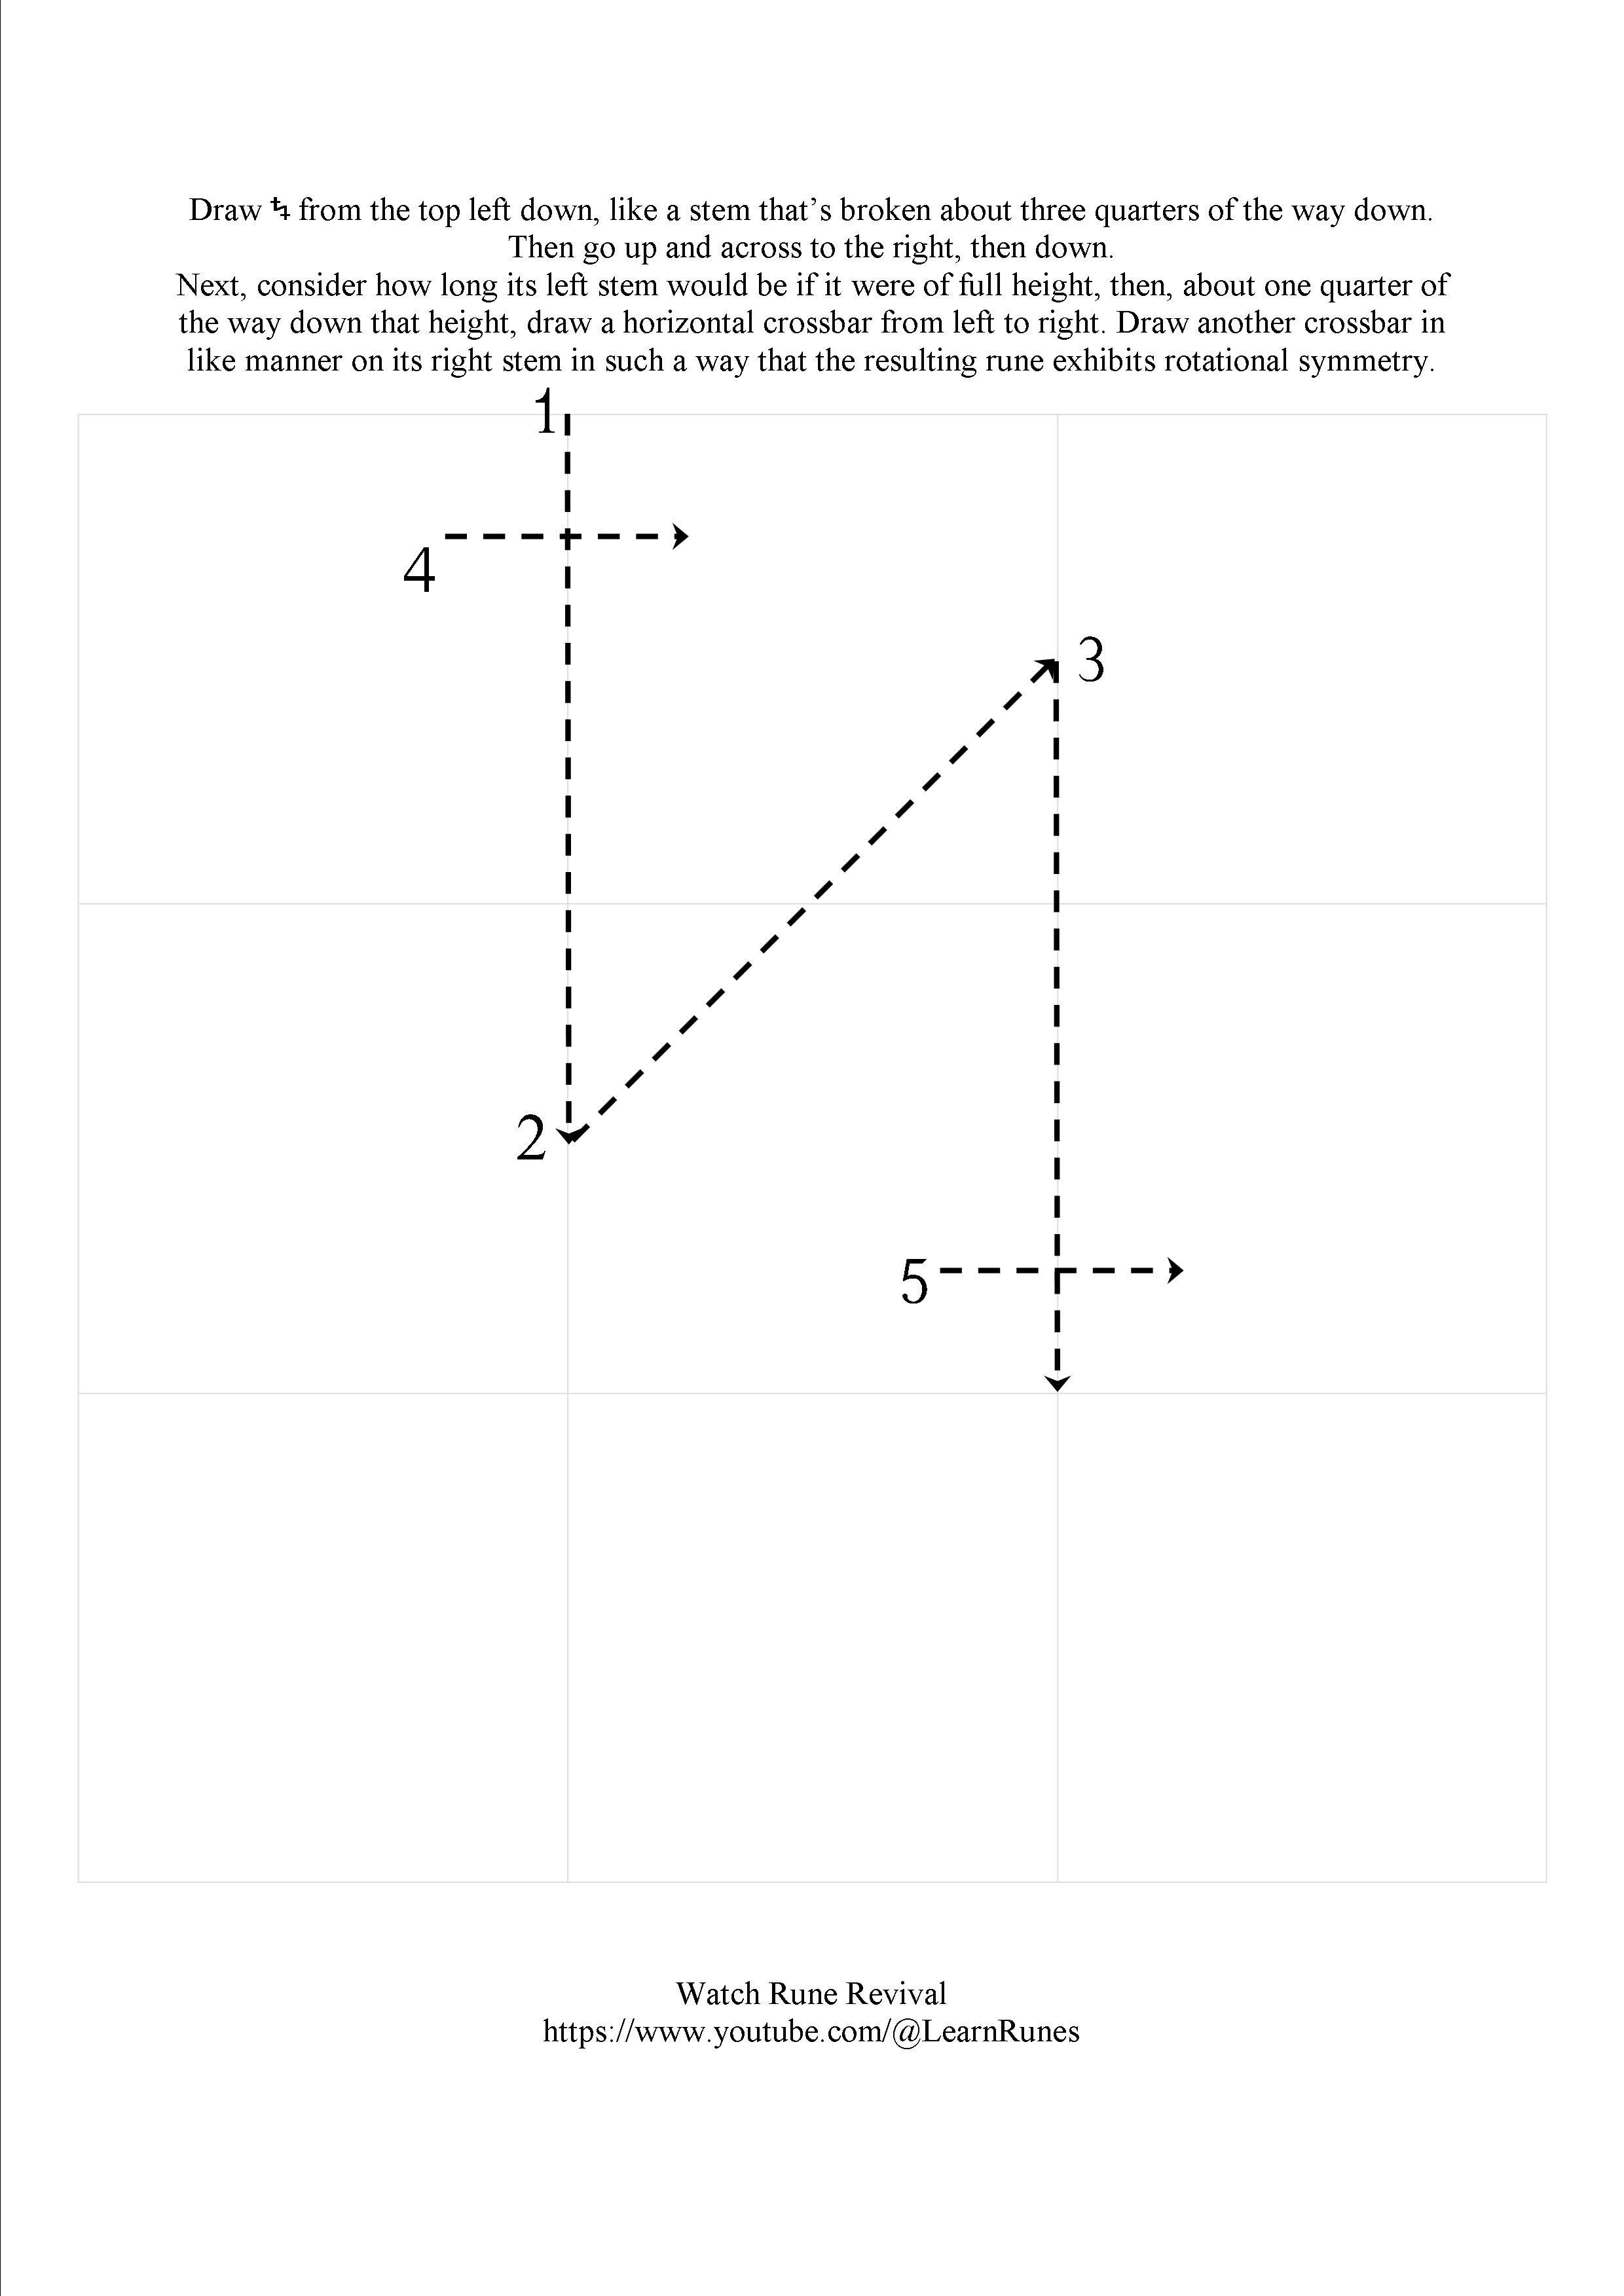 Draw ᛋ from the top left down, like a stem that’s broken about three quarters of the way down.
Then go up and across to the right, then down.
Next, consider how long its left stem would be if it were of full height, then, about one quarter of
the way down that height, draw a horizontal crossbar from left to right. Draw another crossbar in
like manner on its right stem in such a way that the resulting rune exhibits rotational symmetry.
1
4
3
2
5
Watch Rune Revival
https://www.youtube.com/@LearnRunes